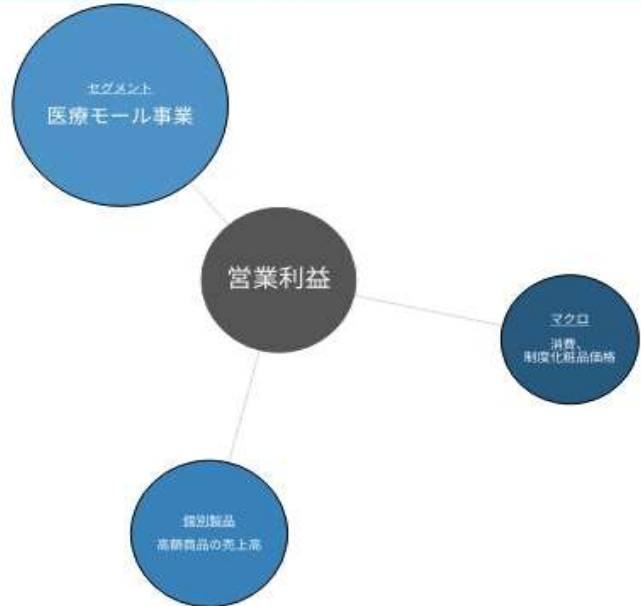 セグメント
医療モール事業
営業利益
マクロ
消費、
制度化粧品価格
個別製品
高額商品の売上高